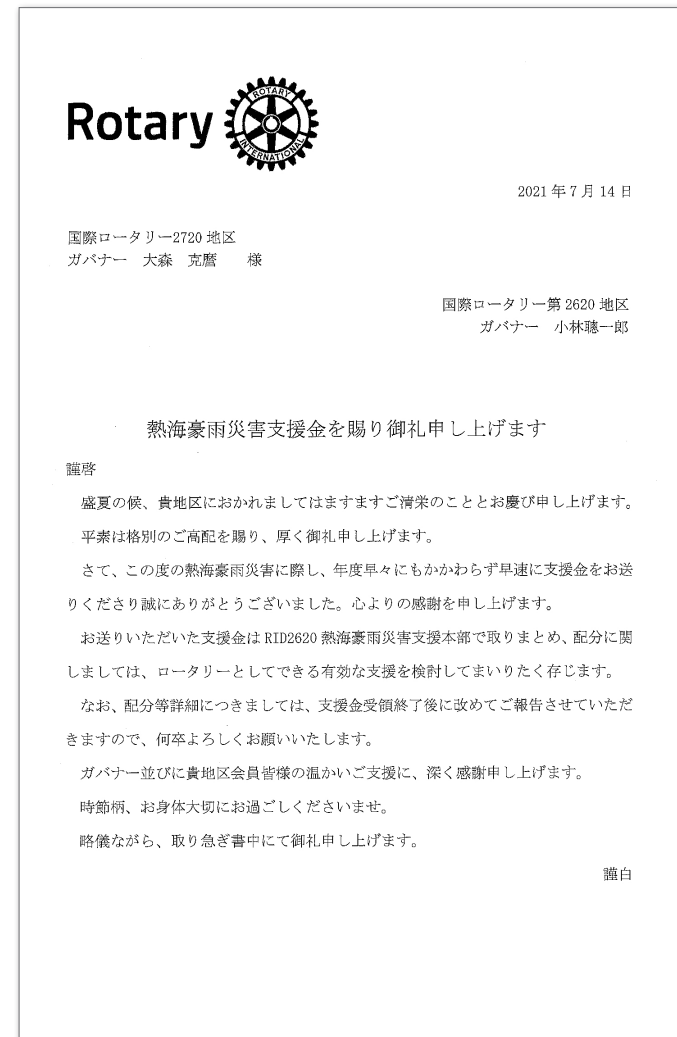 Rotary
ROTARY
INTERNATIONAL
2021年7月14日
国際ロータリー2720地区
ガバナー　大森　克磨　　様
国際ロータリー第2620地区
ガバナー　小林聰一郎
熱海豪雨災害支援金を賜り御礼申し上げます
謹啓
盛夏の候、貴地区におかれましてはますますご清栄のこととお慶び申し上げます。
平素は格別のご高配を賜り、厚く御礼申し上げます。
さて、この度の熱海豪雨災害に際し、年度早々にもかかわらず早速に支援金をお送
りくださり誠にありがとうございました。心よりの感謝を申し上げます。
お送りいただいた支援金はRID2620熱海豪雨災害支援本部で取りまとめ、配分に関
しましては、ロータリーとしてできる有効な支援を検討してまいりたく存じます。
なお、配分等詳細につきましては、支援金受領終了後に改めてご報告させていただ
きますので、何卒よろしくお願いいたします。
ガバナー並びに貴地区会員皆様の温かいご支援に、深く感謝申し上げます。
時節柄、お身体大切にお過ごしくださいませ。
略儀ながら、取り急ぎ書中にて御礼申し上げます。
謹白